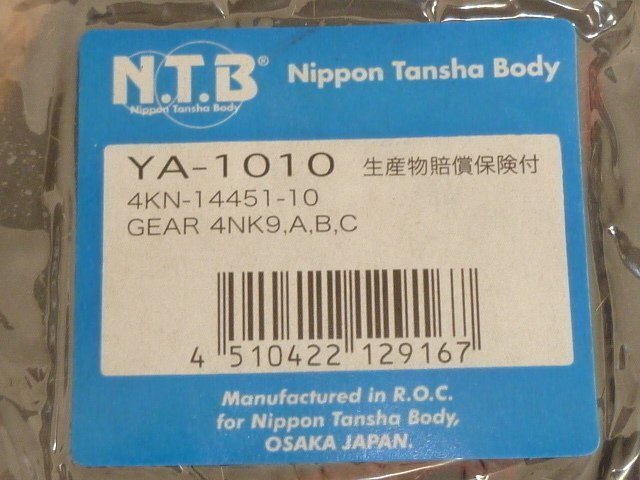 N.T.B®
Nippon Tansha Body
Nippon Tansha Body
YA-1010 生産物賠償保険付
4KN-14451-10
GEAR 4NK9,A,B,C
4 510422 129167
Manufactured in R.O.C.
for Nippon Tansha Body,
OSAKA JAPAN.